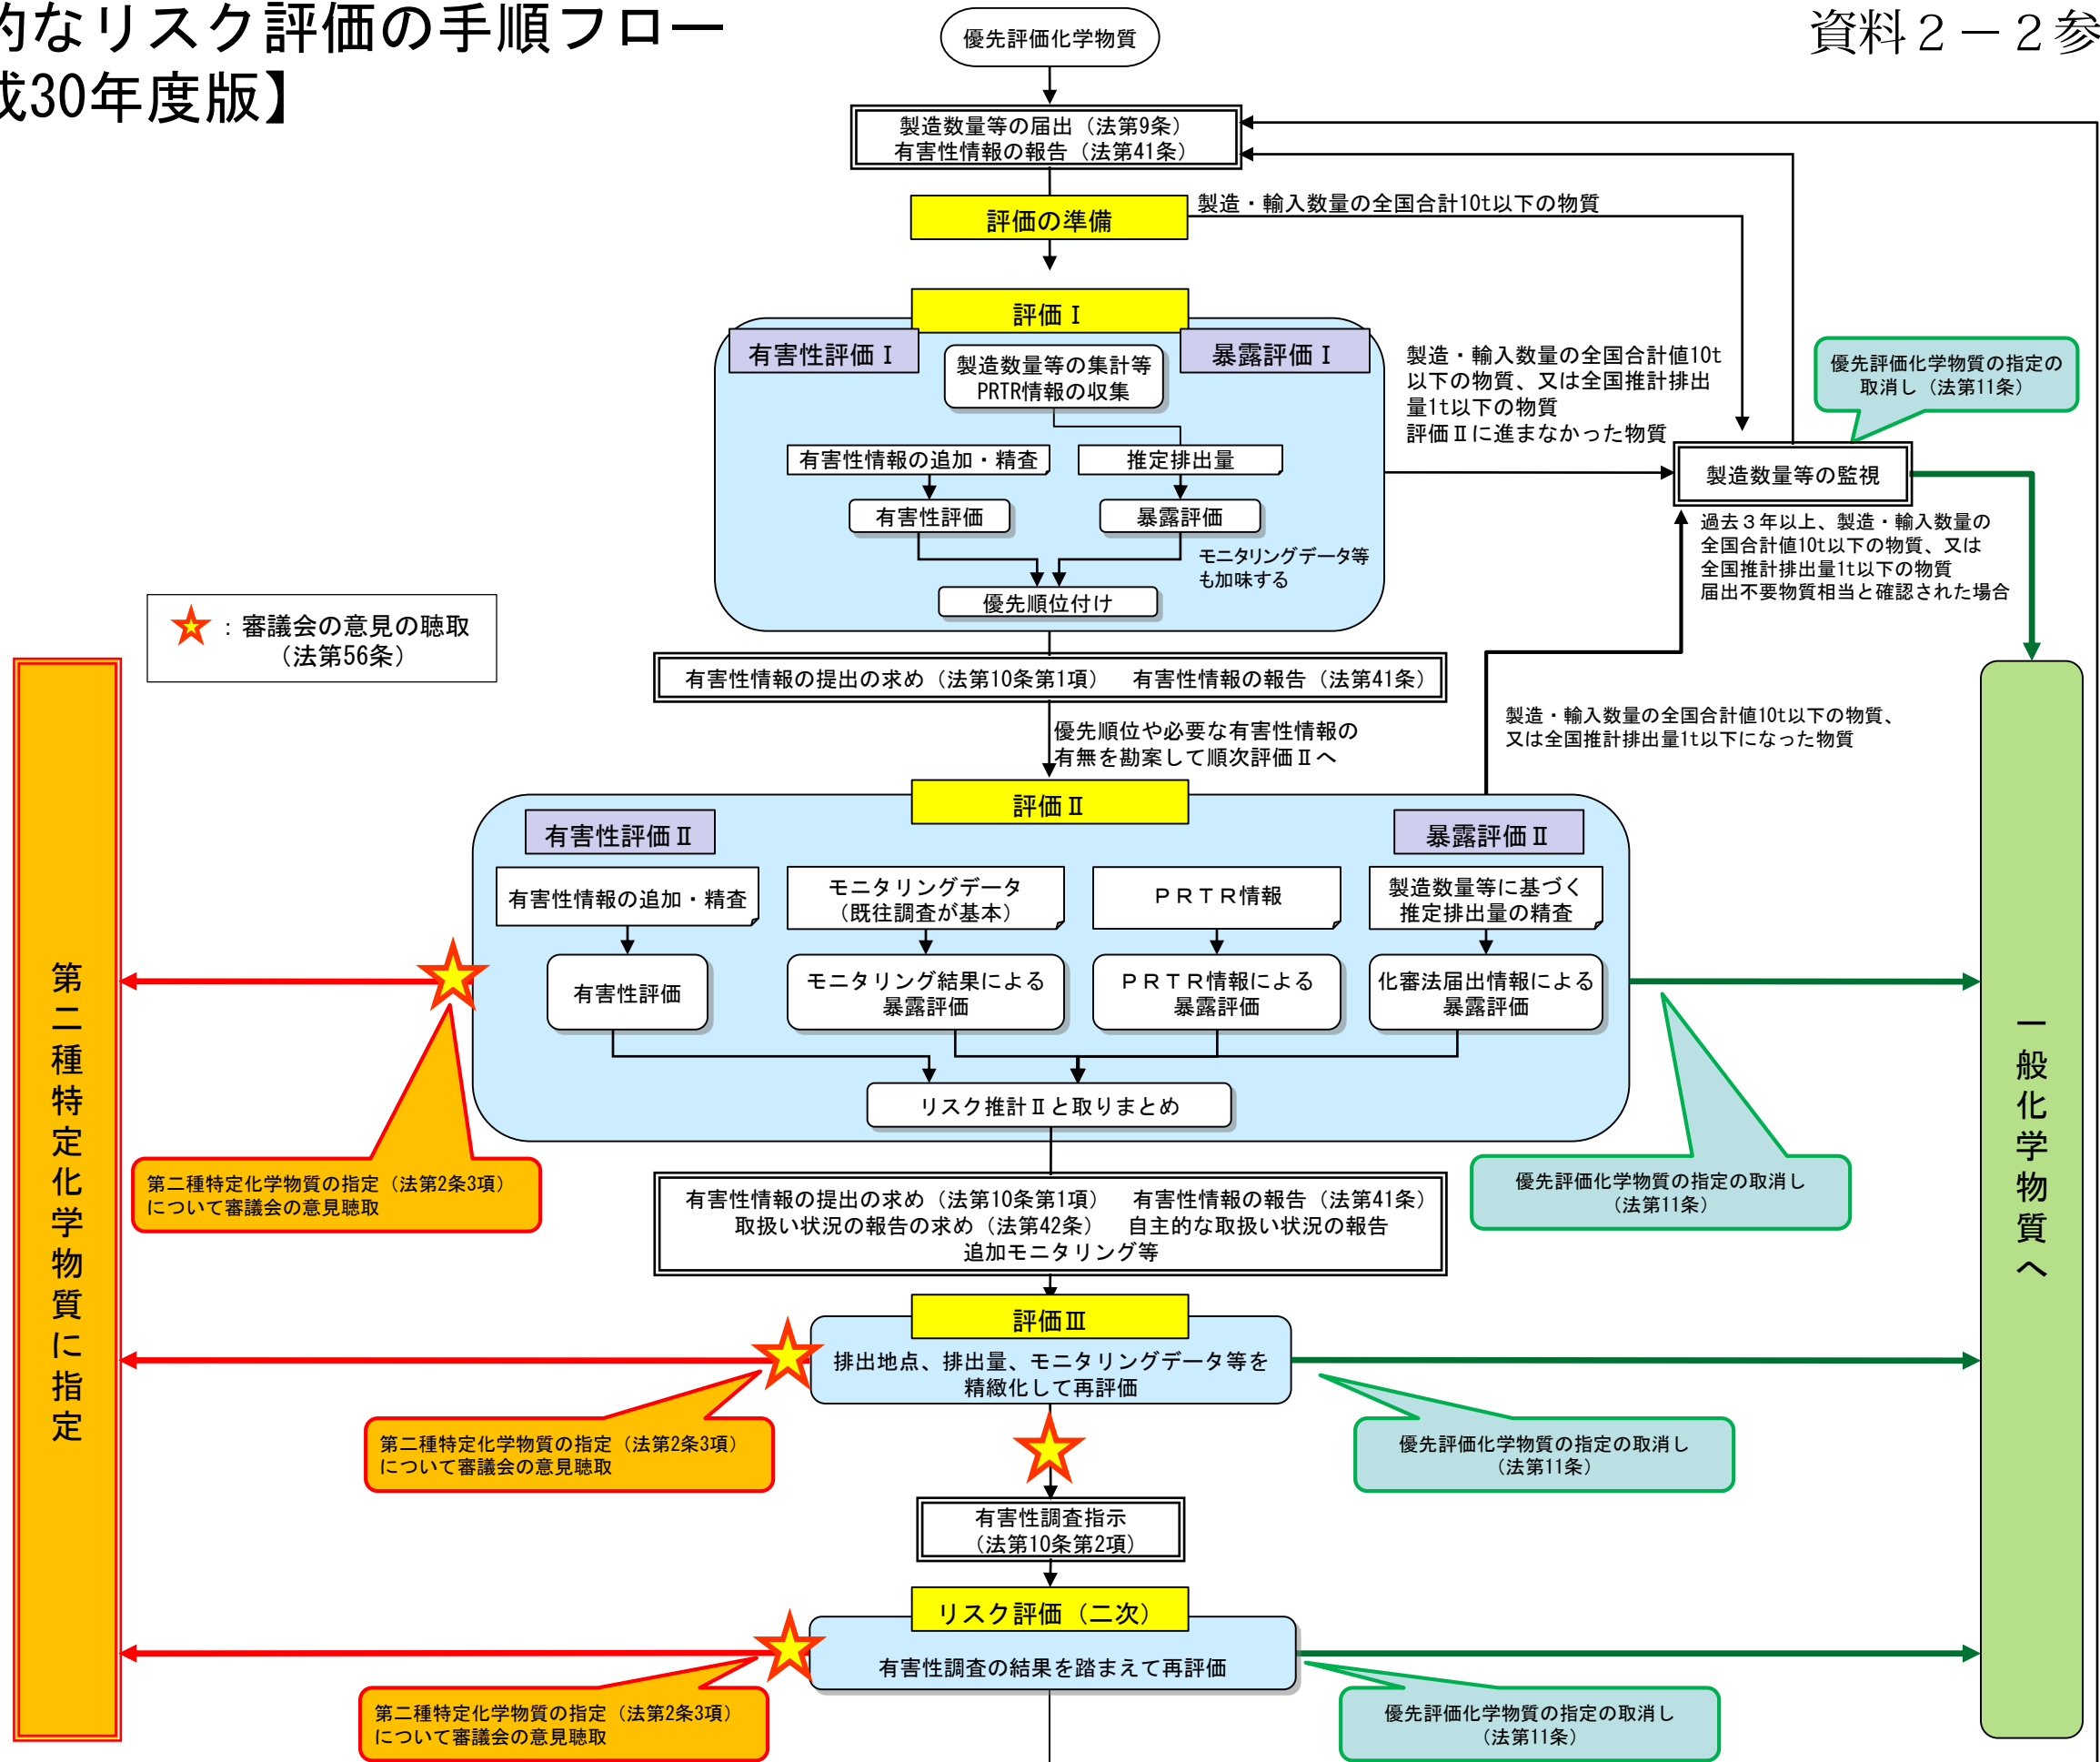 的なリスク評価の手順フロー
成30年度版】
資料２－２参
優先評価化学物質
製造数量等の届出（法第9条）
有害性情報の報告（法第41条）
評価の準備
製造・輸入数量の全国合計10t以下の物質
評価Ⅰ
有害性評価Ⅰ
暴露評価Ⅰ
製造数量等の集計等
PRTR情報の収集
有害性情報の追加・精査
推定排出量
有害性評価
暴露評価
モニタリングデータ等
も加味する
優先順位付け
製造・輸入数量の全国合計値10t
以下の物質、又は全国推計排出
量1t以下の物質
評価Ⅱに進まなかった物質
優先評価化学物質の指定の
取消し（法第11条）
製造数量等の監視
過去３年以上、製造・輸入数量の
全国合計値10t以下の物質、又は
全国推計排出量1t以下の物質
届出不要物質相当と確認された場合
：審議会の意見の聴取
（法第56条）
有害性情報の提出の求め（法第10条第1項）　有害性情報の報告（法第41条）
優先順位や必要な有害性情報の
有無を勘案して順次評価Ⅱへ
製造・輸入数量の全国合計値10t以下の物質、
又は全国推計排出量1t以下になった物質
評価Ⅱ
有害性評価Ⅱ
暴露評価Ⅱ
有害性情報の追加・精査
モニタリングデータ
（既往調査が基本）
ＰＲＴＲ情報
製造数量等に基づく
推定排出量の精査
有害性評価
モニタリング結果による
暴露評価
ＰＲＴＲ情報による
暴露評価
化審法届出情報による
暴露評価
リスク推計Ⅱと取りまとめ
第二種特定化学物質に指定
一般化学物質へ
第二種特定化学物質の指定（法第2条3項）
について審議会の意見聴取
優先評価化学物質の指定の取消し
（法第11条）
有害性情報の提出の求め（法第10条第1項）　有害性情報の報告（法第41条）
取扱い状況の報告の求め（法第42条）　自主的な取扱い状況の報告
追加モニタリング等
評価Ⅲ
排出地点、排出量、モニタリングデータ等を
精緻化して再評価
第二種特定化学物質の指定（法第2条3項）
について審議会の意見聴取
優先評価化学物質の指定の取消し
（法第11条）
有害性調査指示
（法第10条第2項）
リスク評価（二次）
有害性調査の結果を踏まえて再評価
第二種特定化学物質の指定（法第2条3項）
について審議会の意見聴取
優先評価化学物質の指定の取消し
（法第11条）